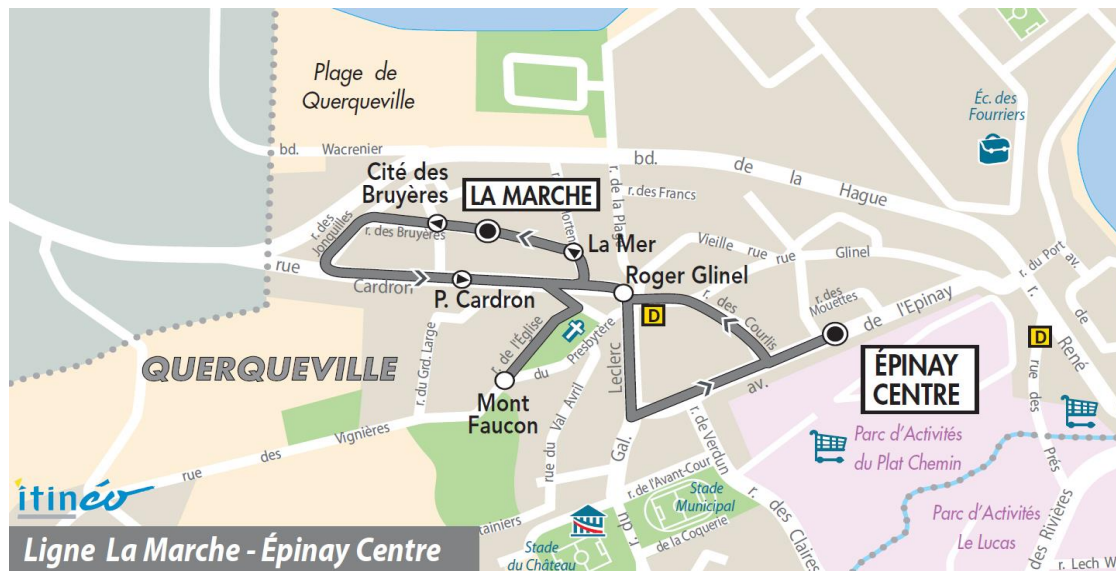 Plage de
Querqueville
Éc. des
Fourriers
bd. Wacrenier
bd. de la Hague
Cité des
Bruyères
LA MARCHE
r. de la Plage
r. des Francs
r. des Jonquilles
r. des Bruyères
La Mer
Vieille rue
rue Glinel
r. du Port
av. de
rue Cardron
P. Cardron
Roger Glinel
D
r. des Courlis
r. des
Mouettes
av. de l'Epinay
r. René
D
QUERQUEVILLE
r. du Grd. Large
r. de l'Église
du Presbytère
Gal. Leclerc
ÉPINAY
CENTRE
Mont
Faucon
rue du Val Avril
r. de Verdun
rue des Prés
rue des Vignières
Parc d'Activités
du Plat Chemin
r. de l'Avant-Cour
Stade
Municipal
de la Coquerie
r. des Claires
r. du
Stade
du Château
Parc d'Activités
Le Lucas
des Rivières
r. Lech W
itinéo
Ligne La Marche - Épinay Centre